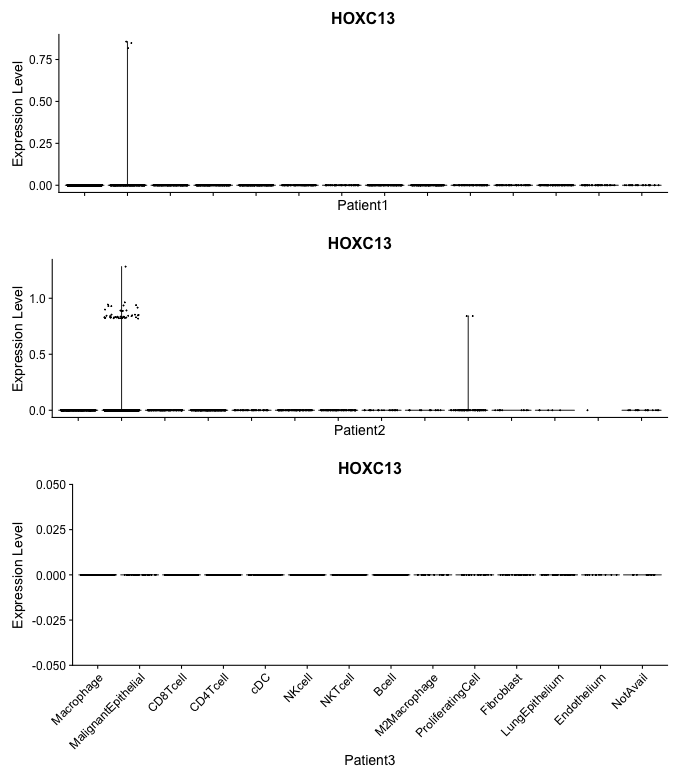 HOXC13
Expression Level
0.75
0.50
0.25
0.00
Patient1
HOXC13
Expression Level
1.0
0.5
0.0
Patient2
HOXC13
Expression Level
0.050
0.025
0.000
-0.025
-0.050
Macrophage
MalignantEpithelial
CD8Tcell
CD4Tcell
cDC
NKcell
NKTcell
Bcell
M2Macrophage
ProliferatingCell
Fibroblast
LungEpithelium
Endothelium
NotAvail
Patient3